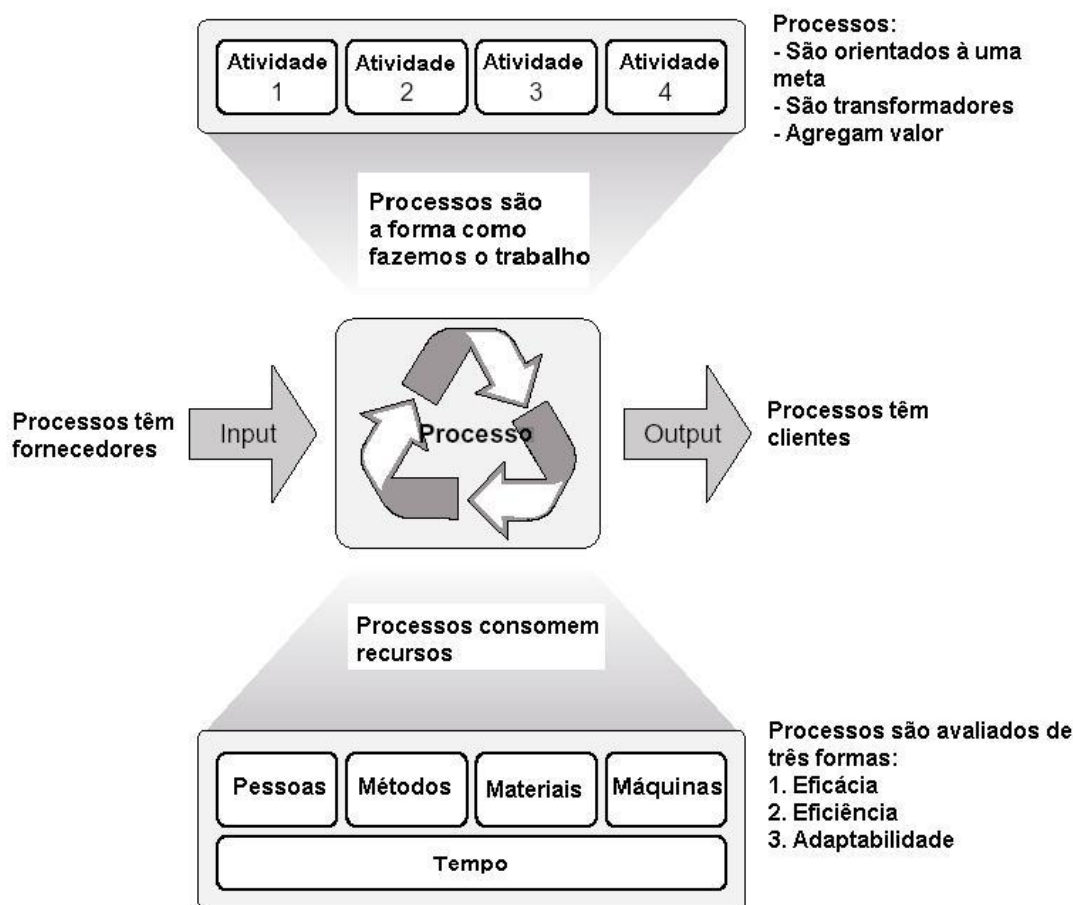 Atividade
1
Atividade
2
Atividade
3
Atividade
4
Processos:
- São orientados à uma
meta
- São transformadores
- Agregam valor
Processos são
a forma como
fazemos o trabalho
Processos têm
fornecedores
Input
Processo
Output
Processos têm
clientes
Processos consomem
recursos
Pessoas
Métodos
Materiais
Máquinas
Tempo
Processos são avaliados de
três formas:
1. Eficácia
2. Eficiência
3. Adaptabilidade